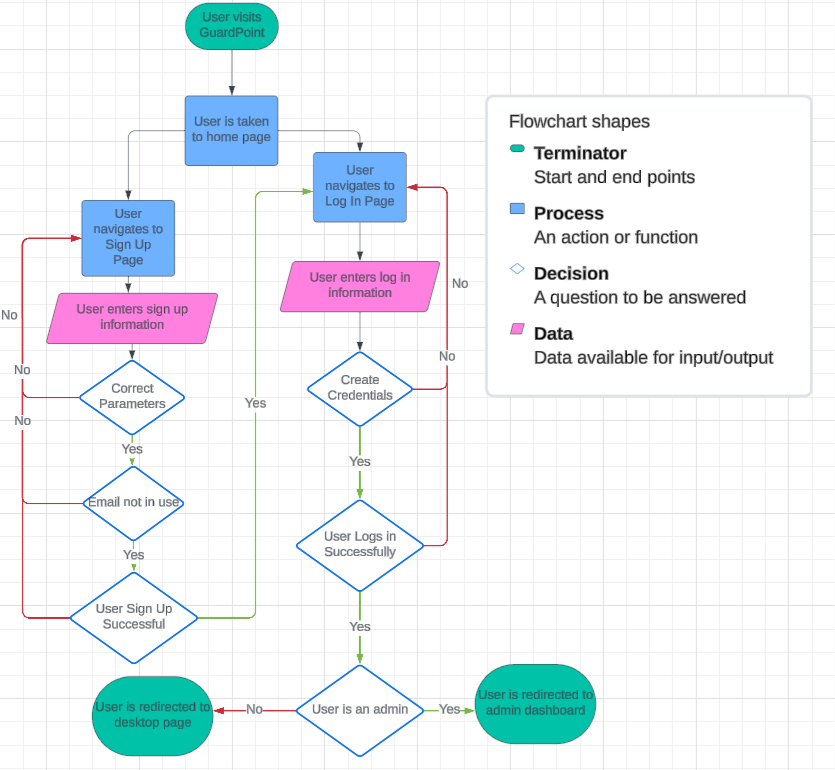 User visits
GuardPoint
User is taken
to home page
User
navigates to
Log In Page
User
navigates to
Sign Up
Page
User enters log in
information
User enters sign up
information
No
No
No
No
No
Correct
Parameters
Create
Credentials
Yes
Yes
Yes
Email not in use
Yes
User Logs in
Successfully
User Sign Up
Successful
Yes
User is redirected to
desktop page
No
User is an admin
Yes
User is redirected to
admin dashboard
Flowchart shapes
Terminator
Start and end points
Process
An action or function
Decision
A question to be answered
Data
Data available for input/output